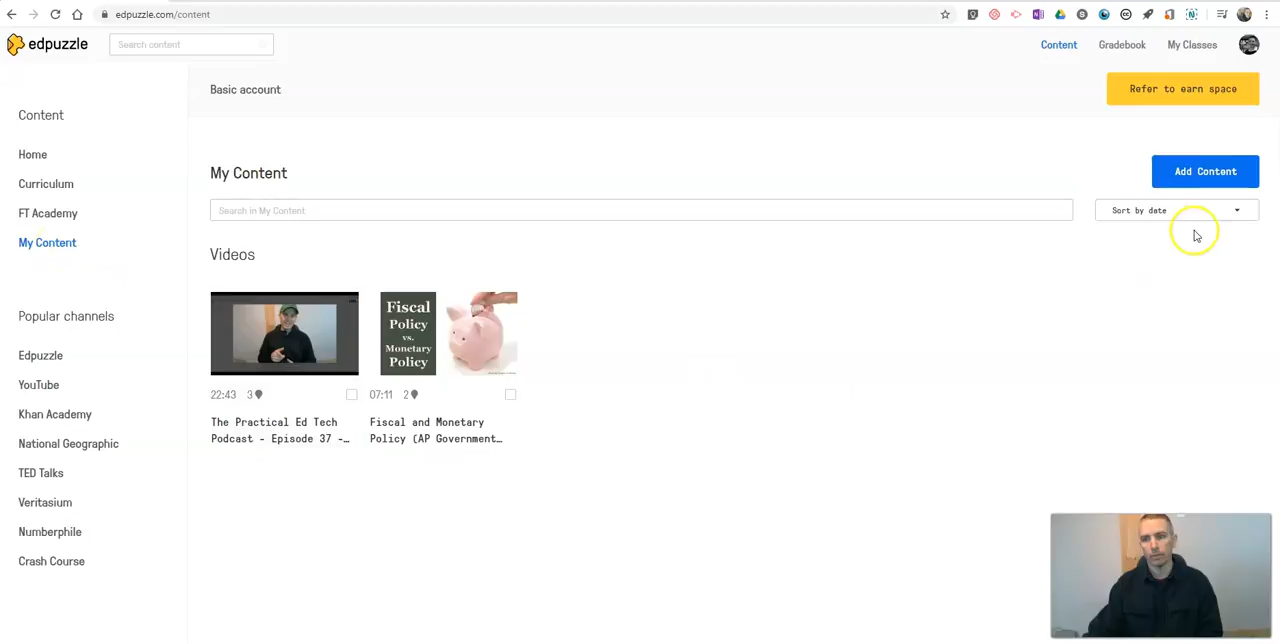 edpuzzle.com/content
edpuzzle
Search content
Content
Gradebook
My Classes
Content
Home
Curriculum
FT Academy
My Content
Popular channels
Edpuzzle
YouTube
Khan Academy
National Geographic
TED Talks
Veritasium
Numberphile
Crash Course
Basic account
Refer to earn space
My Content
Add Content
Search in My Content
Sort by date
Videos
Fiscal
Policy
vs.
Monetary
Policy
22:43 3
07:11 2
The Practical Ed Tech
Podcast - Episode 37 -…
Fiscal and Monetary
Policy (AP Government…